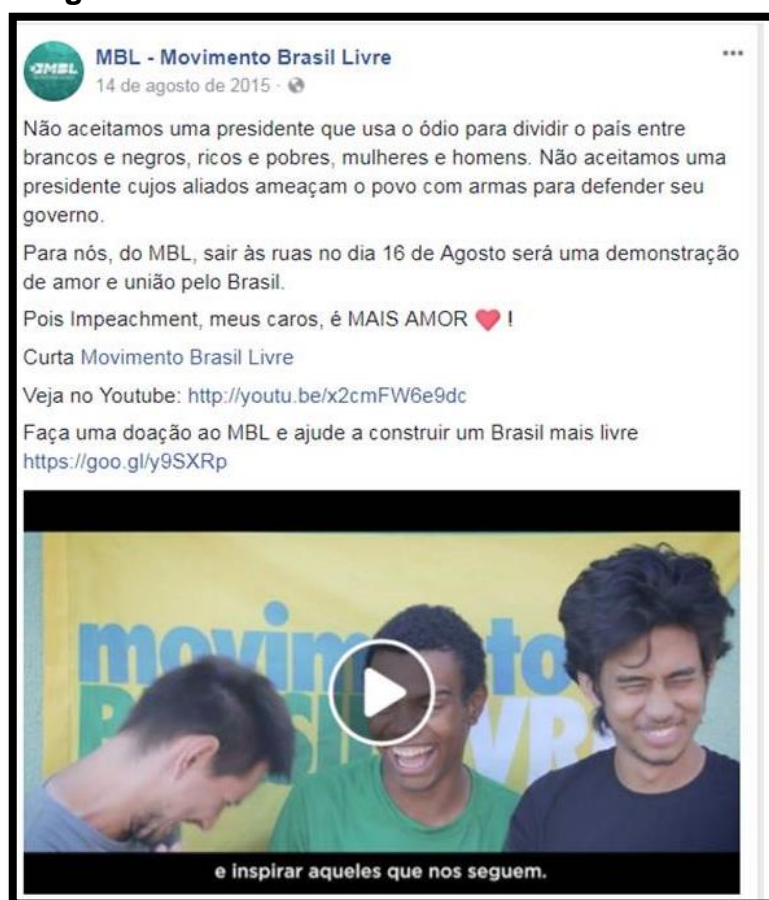 MBL - Movimento Brasil Livre
14 de agosto de 2015
Não aceitamos uma presidente que usa o ódio para dividir o país entre
brancos e negros, ricos e pobres, mulheres e homens. Não aceitamos uma
presidente cujos aliados ameaçam o povo com armas para defender seu
governo.
Para nós, do MBL, sair às ruas no dia 16 de Agosto será uma demonstração
de amor e união pelo Brasil.
Pois Impeachment, meus caros, é MAIS AMOR ❤ !
Curta Movimento Brasil Livre
Veja no Youtube: http://youtu.be/x2cmFW6e9dc
Faça uma doação ao MBL e ajude a construir um Brasil mais livre
https://goo.gl/y9SXRp
e inspirar aqueles que nos seguem.